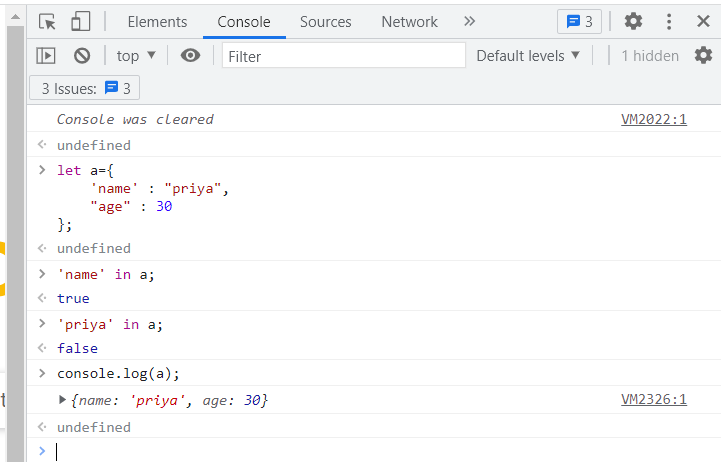 Elements Console Sources Network 3
top Filter Default levels 1 hidden
3 Issues: 3
Console was cleared VM2022:1
undefined
let a={
'name' : "priya",
"age" : 30
};
undefined
'name' in a;
true
'priya' in a;
false
console.log(a);
{name: 'priya', age: 30} VM2326:1
undefined